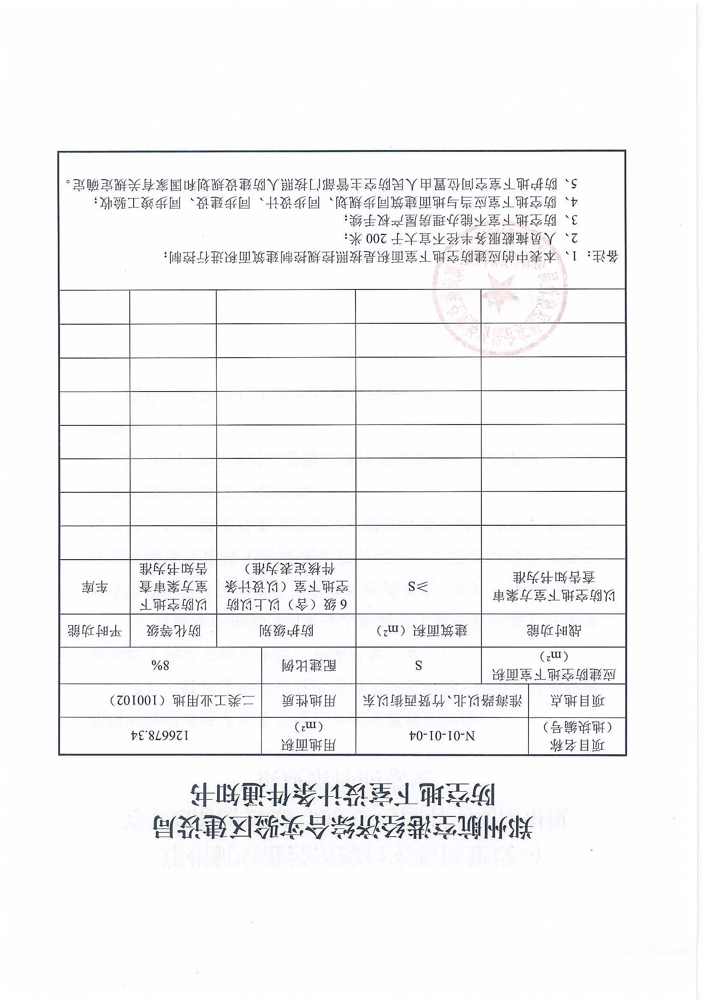 郑州航空港经济综合实验区建设局
防空地下室设计条件通知书
项目名称
（地块编号）
N-01-01-04
用地面积
（m²）
126678.34
项目地点
淮海路以北、竹贤西街以东
用地性质
二类工业用地（100102）
应建防空地下室面积
（m²）
S
配建比例
8%
战时功能
建筑面积（m²）
防护级别
防化等级
平时功能
以防空地下室方案审
查告知书为准
≥S
6 级（含）以上以防
空地下室（以设计条
件核定表为准）
以防空地下
室方案审查
告知书为准
车库
备注：1、本表中的应建防空地下室面积是按照控规控制建筑面积进行控制；
2、人员掩蔽服务半径不宜大于 200 米；
3、防空地下室不能办理房屋产权手续；
4、防空地下室应当与地面建筑同步规划、同步设计、同步建设、同步竣工验收；
5、防护地下室空间位置由人民防空主管部门按照人防建设规划和国家有关规定确定。